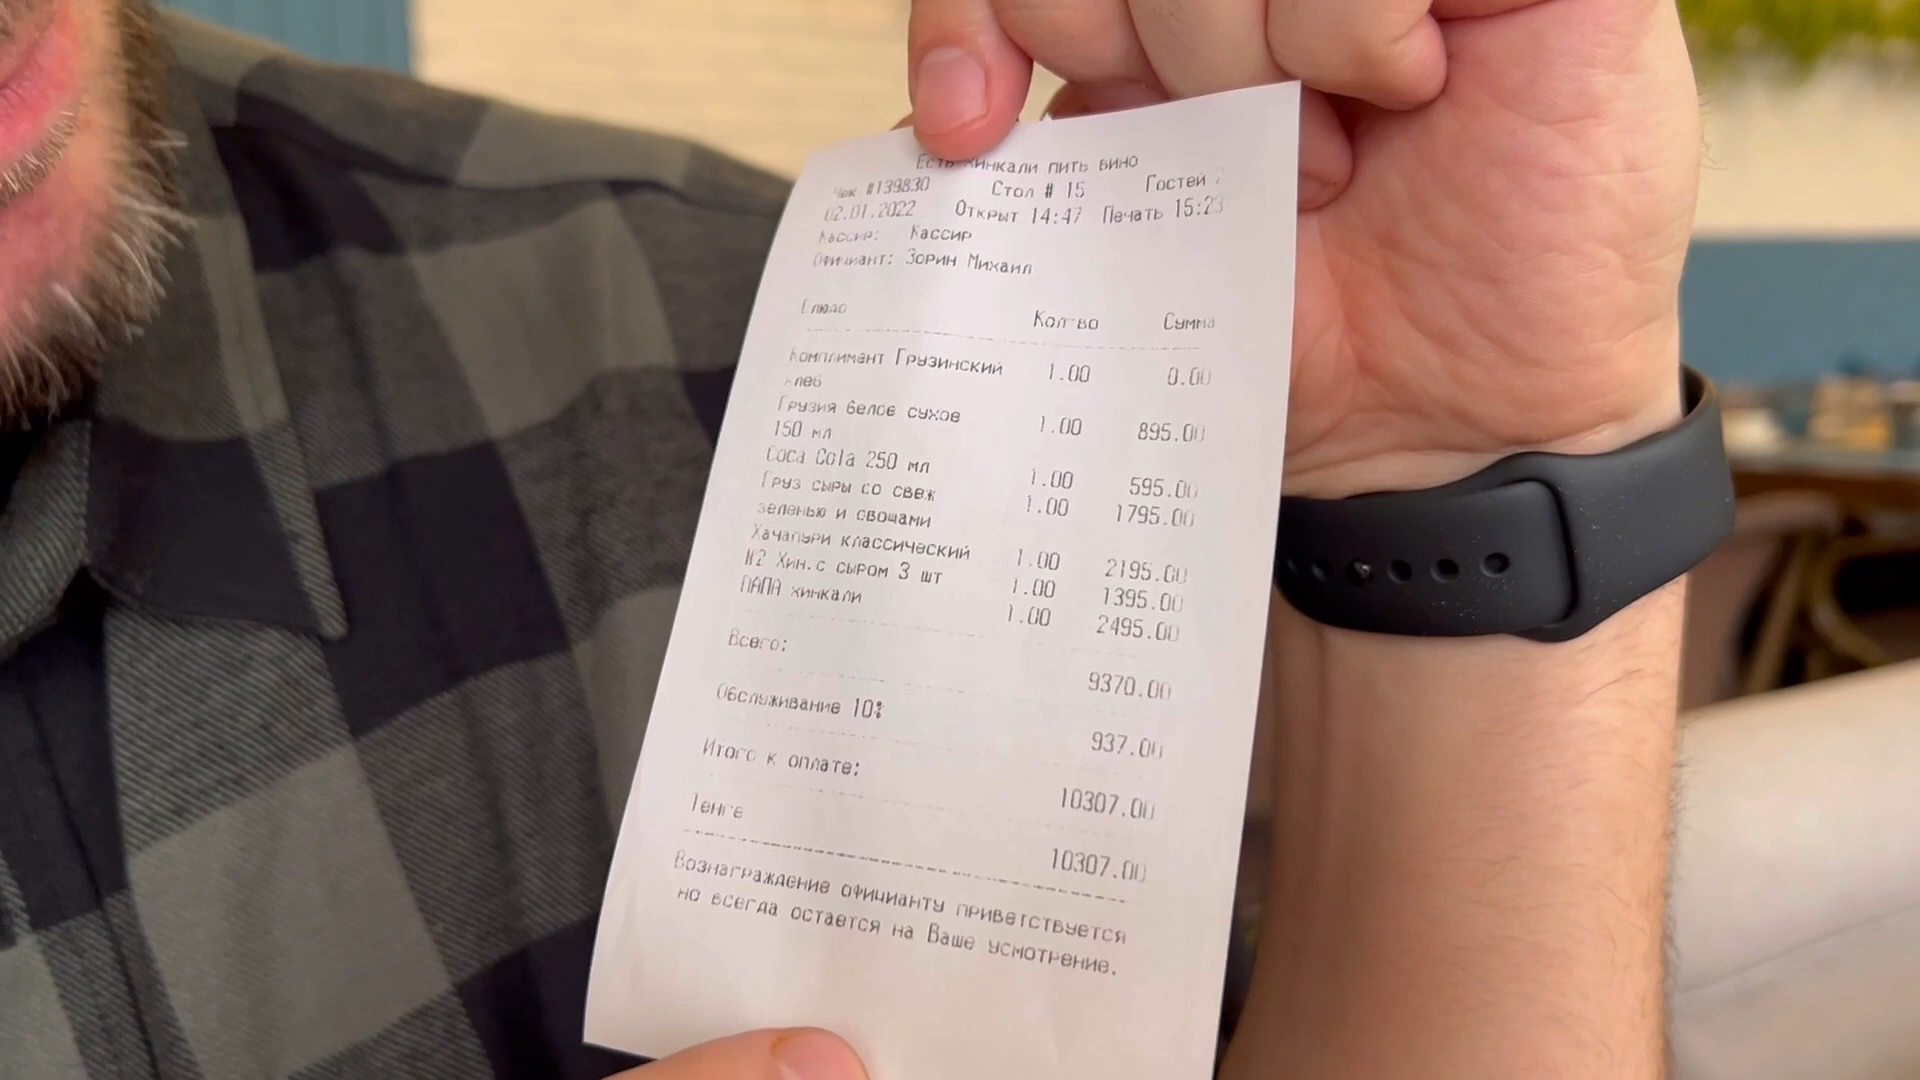 Есть хинкали пить вино
Чек #139830 Стол # 15 Гостей 2
02.01.2022 Открыт 14:47 Печать 15:23
Кассир: Кассир
Официант: Зорин Михаил
Блюдо Кол-во Сумма
Комплимент Грузинский 1.00 0.00
хлеб
Грузия белое сухое 1.00 895.00
150 мл
Coca Cola 250 мл 1.00 595.00
Груз сыры со свеж 1.00 1795.00
зеленью и овощами
Хачапури классический 1.00 2195.00
№2 Хин.с сыром 3 шт 1.00 1395.00
ПАПА хинкали 1.00 2495.00
Всего: 9370.00
Обслуживание 10% 937.00
Итого к оплате: 10307.00
Тенге 10307.00
Вознаграждение официанту приветствуется
но всегда остается на Ваше усмотрение.